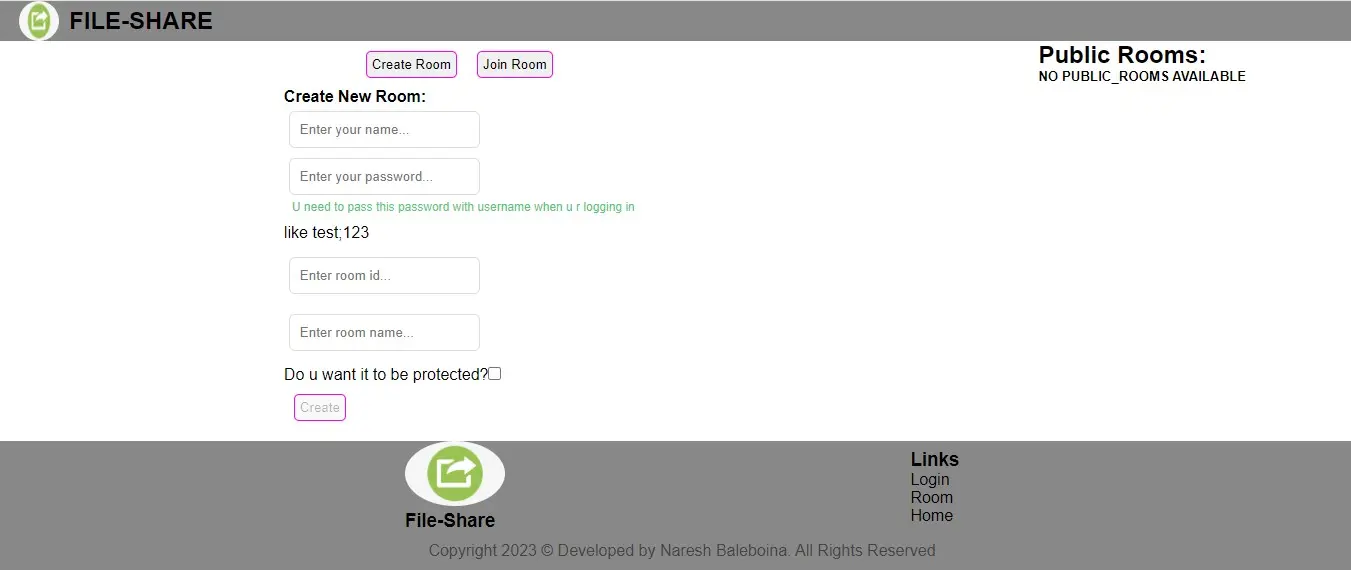 FILE-SHARE
Create Room
Join Room
Public Rooms:
NO PUBLIC_ROOMS AVAILABLE
Create New Room:
Enter your name...
Enter your password...
U need to pass this password with username when u r logging in
like test;123
Enter room id...
Enter room name...
Do u want it to be protected?
Create
File-Share
Links
Login
Room
Home
Copyright 2023 © Developed by Naresh Baleboina. All Rights Reserved